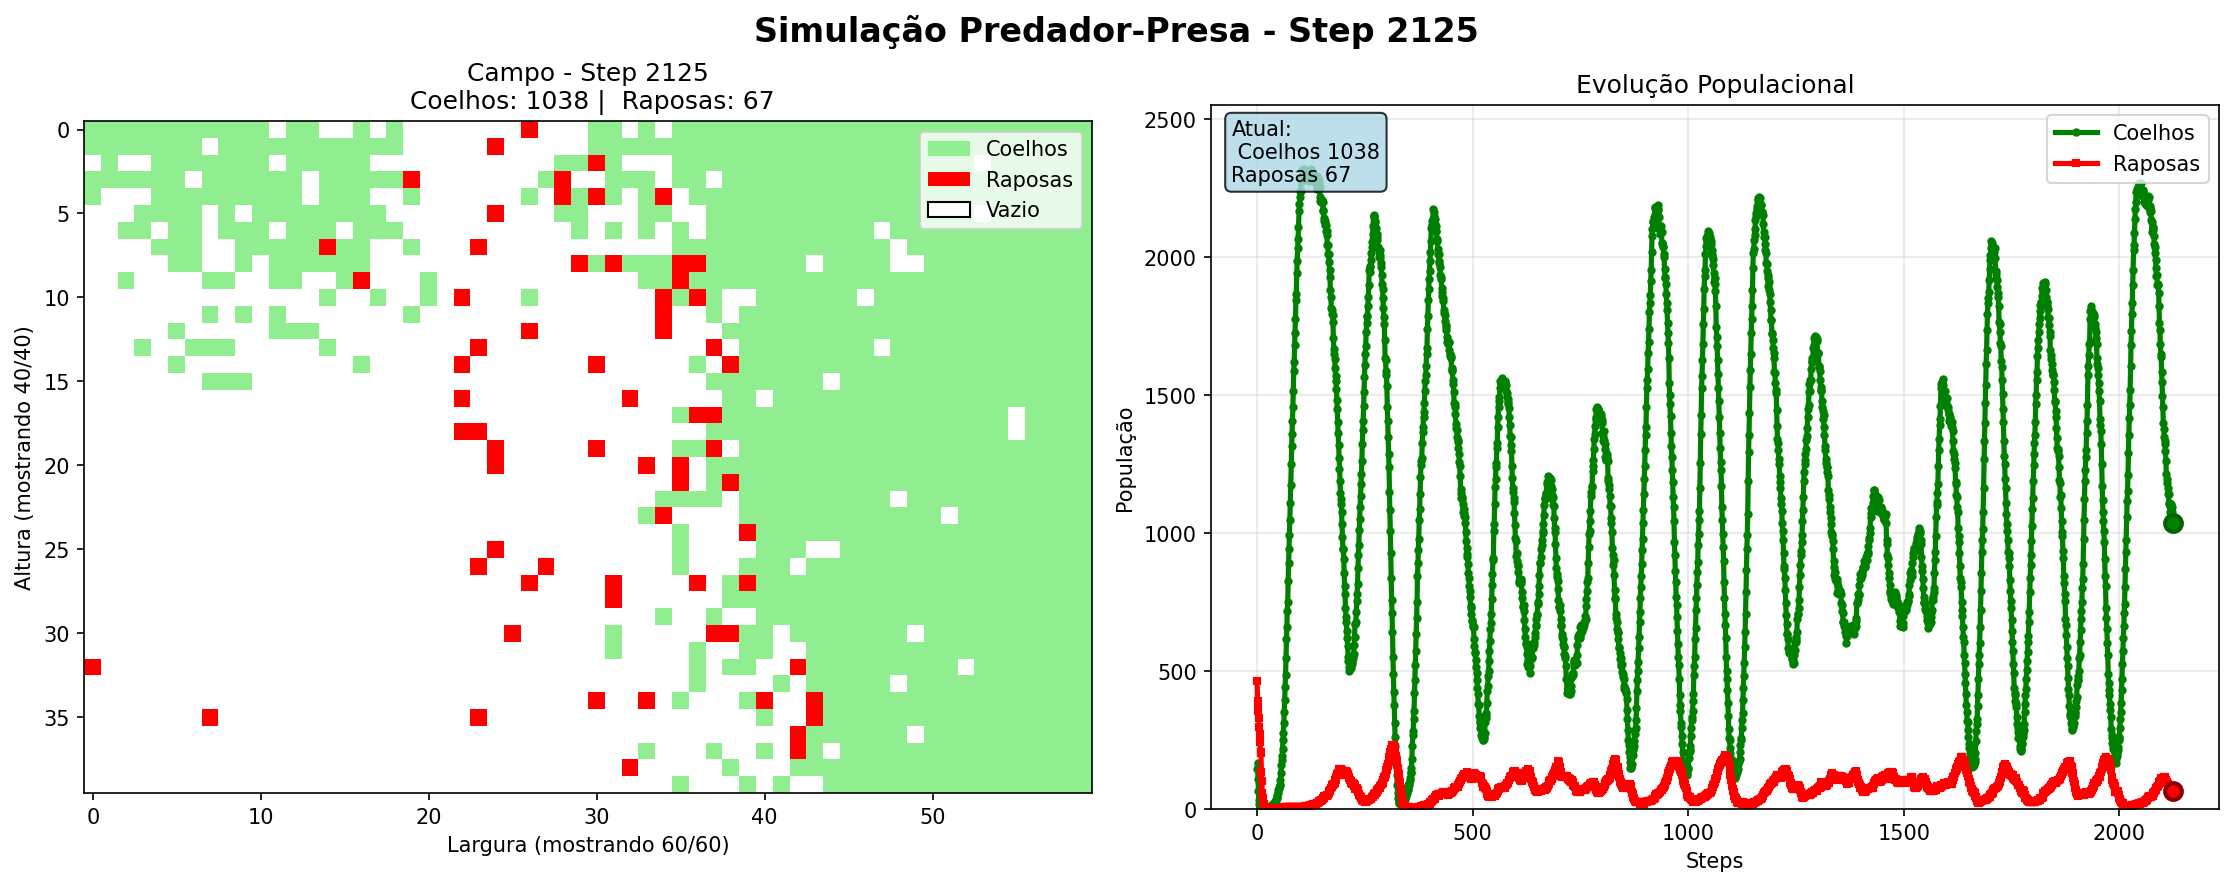 Simulação Predador-Presa - Step 2125
Campo - Step 2125
Coelhos: 1038 |  Raposas: 67
Coelhos
Raposas
Vazio
0
5
10
15
20
25
30
35
Altura (mostrando 40/40)
0
10
20
30
40
50
Largura (mostrando 60/60)
Evolução Populacional
Atual:
Coelhos 1038
Raposas 67
Coelhos
Raposas
2500
2000
1500
1000
500
0
População
0
500
1000
1500
2000
Steps